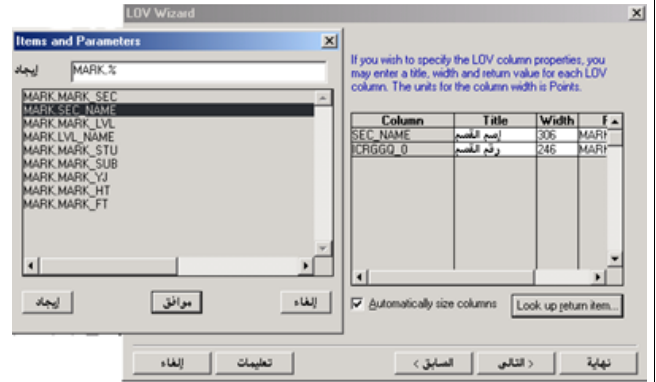 LOV Wizard
If you wish to specify the LOV column properties, you
may enter a title, width and return value for each LOV
column. The units for the column width is Points.
Column Title Width
SEC_NAME إسم القسم 306
ICRGGQ_0 رقم القسم 246
Automatically size columns
Look up return item...
إلغاء تعليمات < السابق التالى > نهاية
Items and Parameters
إيجاد MARK.%
MARK.MARK_SEC
MARK.SEC_NAME
MARK.MARK_LVL
MARK.LVL_NAME
MARK.MARK_STU
MARK.MARK_SUB
MARK.MARK_YJ
MARK.MARK_HT
MARK.MARK_FT
إيجاد موافق إلغاء